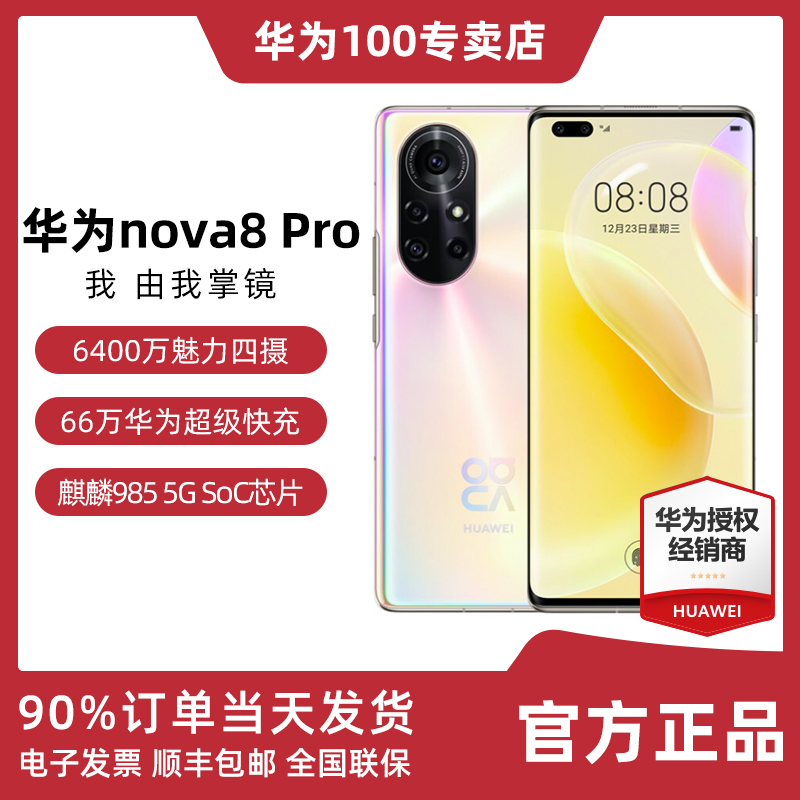 华为100专卖店
华为nova8 Pro
我 由我掌镜
6400万魅力四摄
66万华为超级快充
麒麟985 5G SoC芯片
08:08
12月23日星期三
HUAWEI
华为授权
经销商
HUAWEI
90%订单当天发货
电子发票 顺丰包邮 全国联保
官方正品